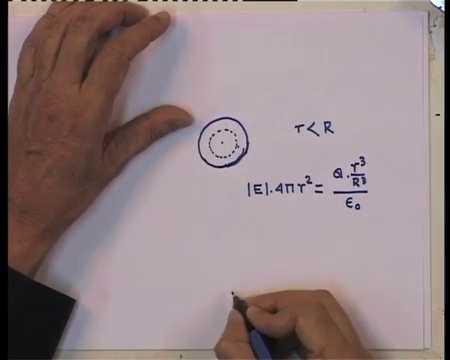 r < R
|E|.4πr² = Q.r³/R³ / ε₀